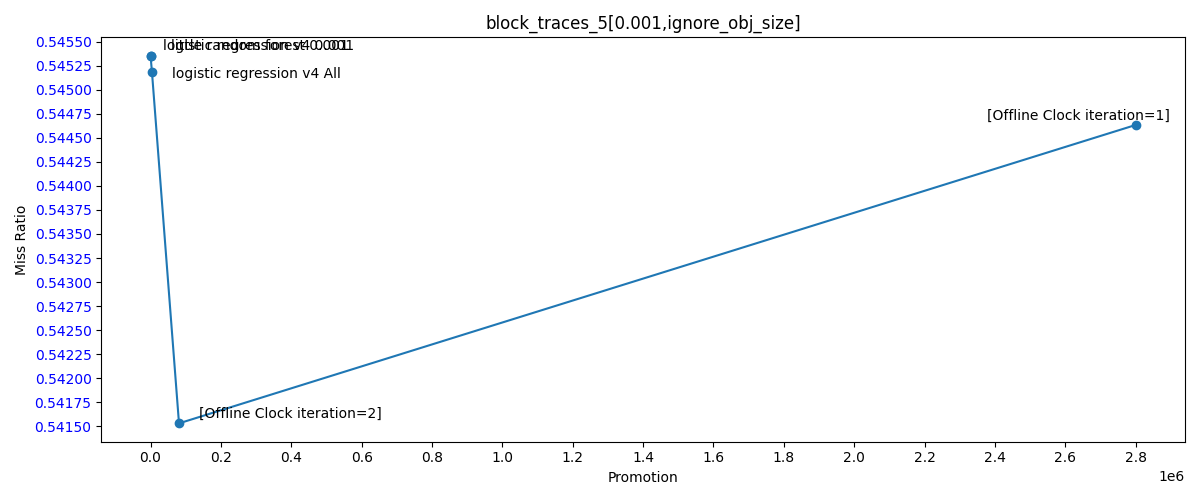 block_traces_5[0.001,ignore_obj_size]
logistic regression v4 All
[Offline Clock iteration=1]
[Offline Clock iteration=2]
Miss Ratio
0.54550
0.54525
0.54500
0.54475
0.54450
0.54425
0.54400
0.54375
0.54350
0.54325
0.54300
0.54275
0.54250
0.54225
0.54200
0.54175
0.54150
0.0 0.2 0.4 0.6 0.8 1.0 1.2 1.4 1.6 1.8 2.0 2.2 2.4 2.6 2.8
1e6
Promotion